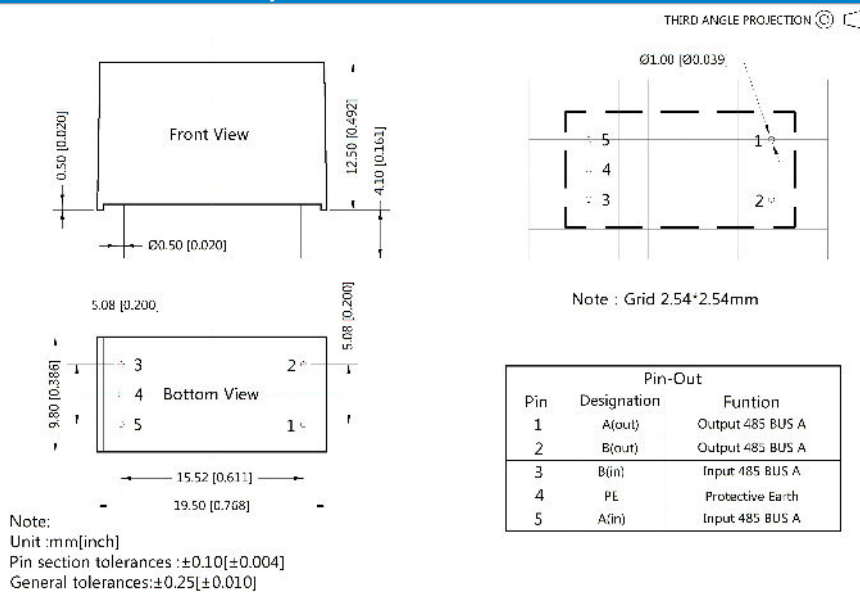 THIRD ANGLE PROJECTION
Front View
0.50 [0.020]
12.50 [0.492]
4.10 [0.161]
Ø0.50 [0.020]
Ø1.00 [Ø0.039]
5
1
4
3
2
Note : Grid 2.54*2.54mm
5.08 [0.200]
5.08 [0.200]
9.80 [0.386]
3
2
4
Bottom View
5
1
15.52 [0.611]
19.50 [0.768]
Pin-Out
Pin Designation Funtion
1 A(out) Output 485 BUS A
2 B(out) Output 485 BUS A
3 B(in) Input 485 BUS A
4 PE Protective Earth
5 A(in) Input 485 BUS A
Note:
Unit :mm[inch]
Pin section tolerances :±0.10[±0.004]
General tolerances:±0.25[±0.010]